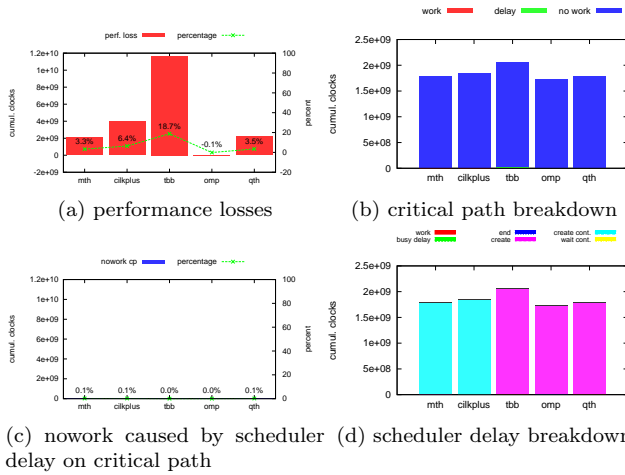 perf. loss percentage
1.2e+10 100
1e+10 80
8e+09 60
6e+09 40
4e+09 20
2e+09 0
0 -20
-2e+09
cumul. clocks
percent
3.3% 6.4% 18.7% -0.1% 3.5%
mth cilkplus tbb omp qth
(a) performance losses
work delay no work
2.5e+09
2e+09
1.5e+09
1e+09
5e+08
0
cumul. clocks
mth cilkplus tbb omp qth
(b) critical path breakdown
nowork cp percentage
1.2e+10 100
1e+10 80
8e+09 60
6e+09 40
4e+09 20
2e+09 0
0
cumul. clocks
percent
0.1% 0.1% 0.0% 0.0% 0.1%
mth cilkplus tbb omp qth
(c) nowork caused by scheduler
delay on critical path
work end create cont.
busy delay create wait cont.
2.5e+09
2e+09
1.5e+09
1e+09
5e+08
0
cumul. clocks
mth cilkplus tbb omp qth
(d) scheduler delay breakdown